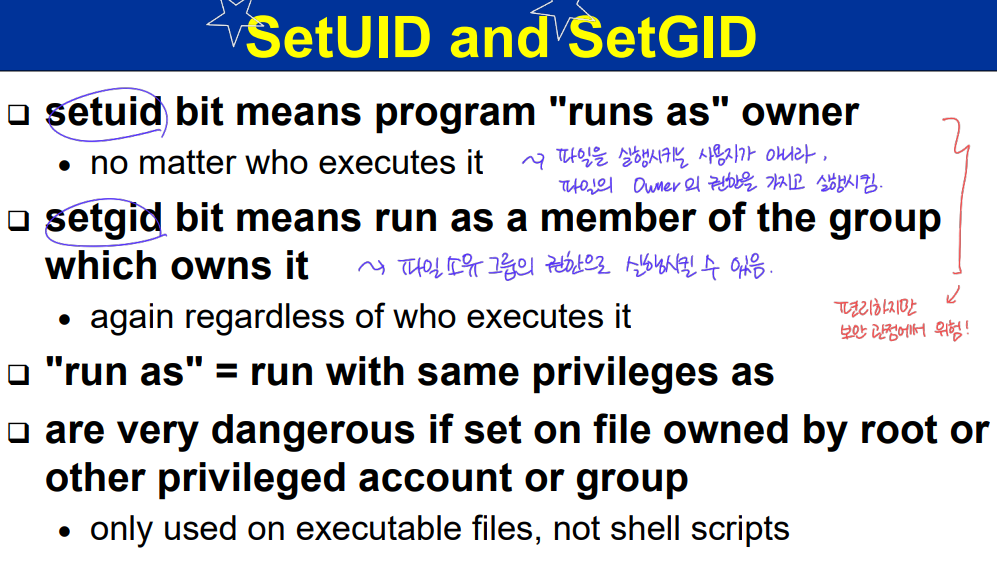 SetUID and SetGID
❑ setuid bit means program "runs as" owner
• no matter who executes it
~> 파일을 실행시키는 사용자가 아니라,
파일의 Owner의 권한을 가지고 실행시킴.
❑ setgid bit means run as a member of the group
which owns it
~> 파일 소유 그룹의 권한으로 실행시킬 수 있음.
• again regardless of who executes it
편리하지만
보안 관점에서 위험!
❑ "run as" = run with same privileges as
❑ are very dangerous if set on file owned by root or
other privileged account or group
• only used on executable files, not shell scripts